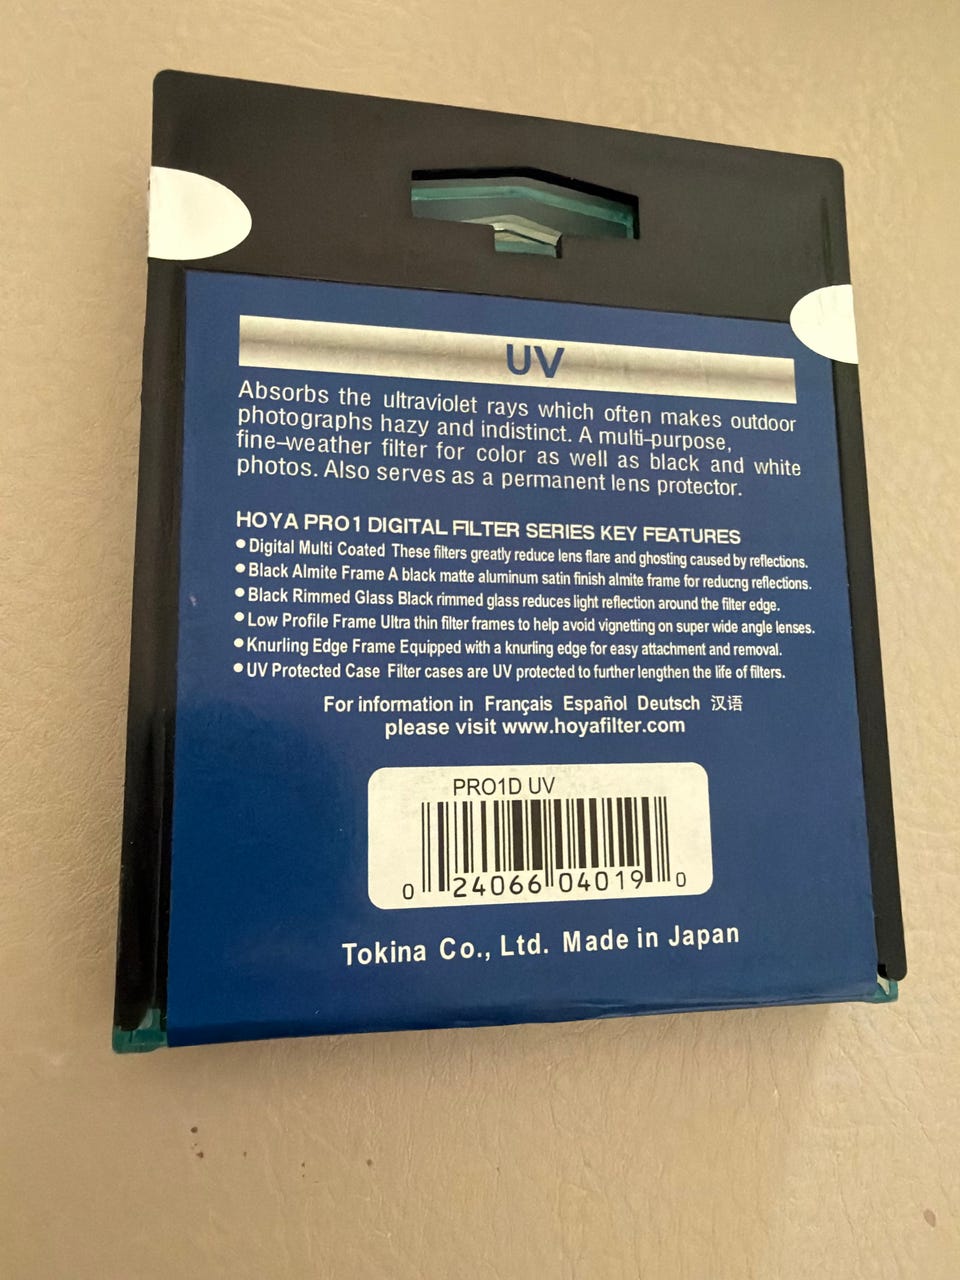 UV
Absorbs the ultraviolet rays which often makes outdoor
photographs hazy and indistinct. A multi-purpose,
fine-weather filter for color as well as black and white
photos. Also serves as a permanent lens protector.
HOYA PRO1 DIGITAL FILTER SERIES KEY FEATURES
● Digital Multi Coated These filters greatly reduce lens flare and ghosting caused by reflections.
● Black Almite Frame A black matte aluminum satin finish almite frame for reducng reflections.
● Black Rimmed Glass Black rimmed glass reduces light reflection around the filter edge.
● Low Profile Frame Ultra thin filter frames to help avoid vignetting on super wide angle lenses.
● Knurling Edge Frame Equipped with a knurling edge for easy attachment and removal.
● UV Protected Case Filter cases are UV protected to further lengthen the life of filters.
For information in Français Español Deutsch 汉语
please visit www.hoyafilter.com
PRO1D UV
0 24066 04019 0
Tokina Co., Ltd. Made in Japan